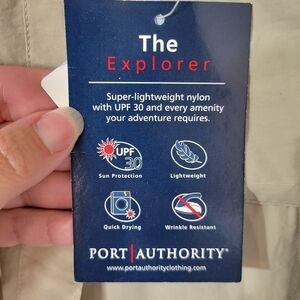 The
Explorer
Super-lightweight nylon
with UPF 30 and every amenity
your adventure requires.
UPF
30
Sun Protection
Lightweight
Quick Drying
Wrinkle Resistant
PORT AUTHORITY®
www.portauthorityclothing.com